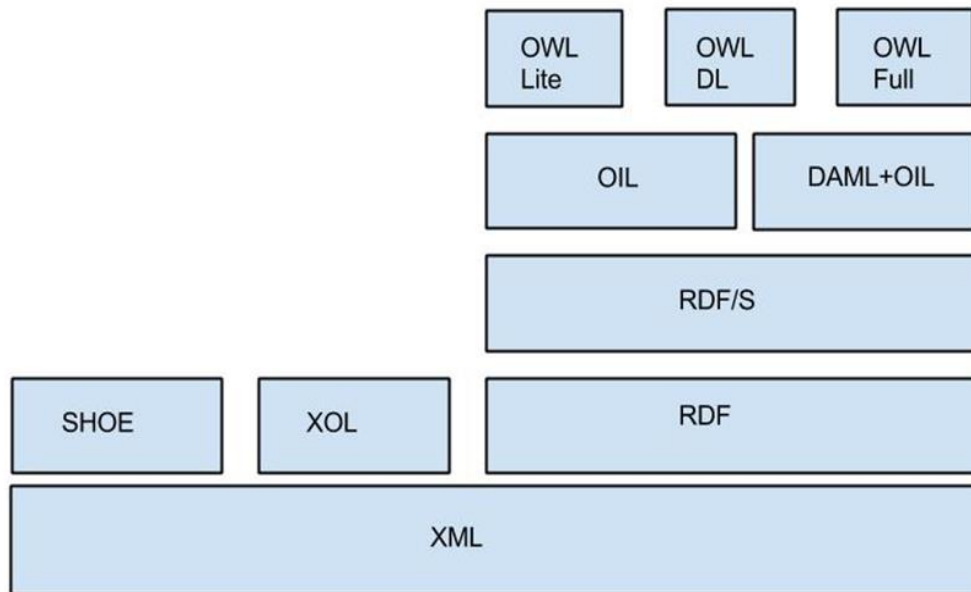 OWL
Lite
OWL
DL
OWL
Full
OIL
DAML+OIL
RDF/S
SHOE
XOL
RDF
XML